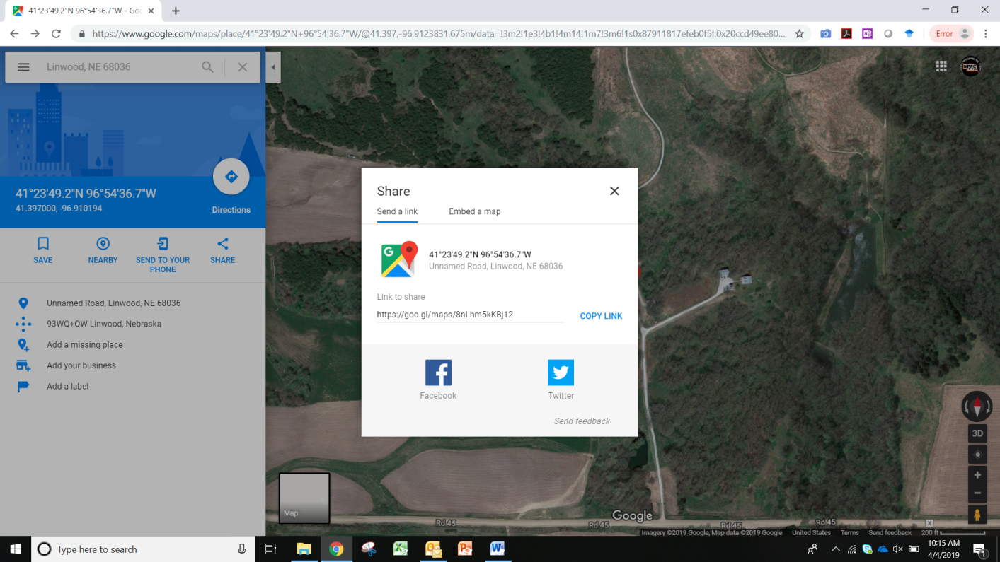 41°23'49.2"N 96°54'36.7"W - Goo
https://www.google.com/maps/place/41°23'49.2"N+96°54'36.7"W/@41.397,-96.9123831,675m/data=!3m2!1e3!4b1!4m14!1m7!3m6!1s0x87911817efeb0f5f:0x20ccd49ee80...
Error
Linwood, NE 68036
41°23'49.2"N 96°54'36.7"W
41.397000, -96.910194
Directions
SAVE
NEARBY
SEND TO YOUR
PHONE
SHARE
Unnamed Road, Linwood, NE 68036
93WQ+QW Linwood, Nebraska
Add a missing place
Add your business
Add a label
Share
Send a link
Embed a map
41°23'49.2"N 96°54'36.7"W
Unnamed Road, Linwood, NE 68036
Link to share
https://goo.gl/maps/8nLhm5kKBj12
COPY LINK
Facebook
Twitter
Send feedback
3D
Map
Google
Rd 45
Rd 45
Rd 45
Rd 45
Imagery ©2019 Google, Map data ©2019 Google
United States
Terms
Send feedback
200 ft
Type here to search
10:15 AM
4/4/2019
1